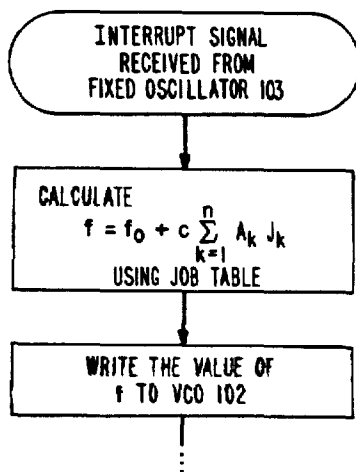 INTERRUPT SIGNAL
RECEIVED FROM
FIXED OSCILLATOR 103
CALCULATE
f = f₀ + c n∑k=1 Aₖ Jₖ
USING JOB TABLE
WRITE THE VALUE OF
f TO VCO 102